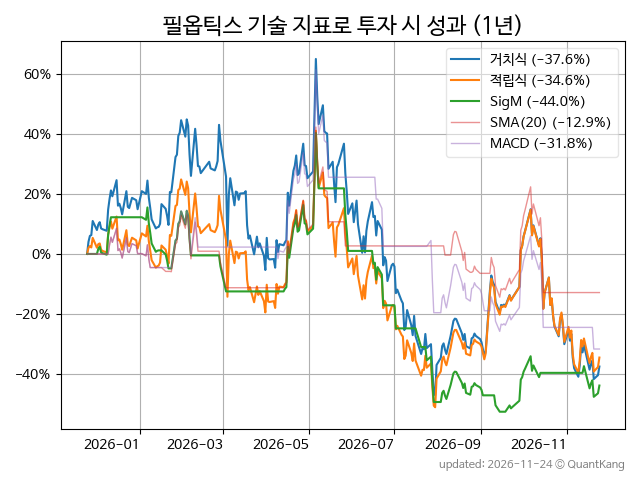 필옵틱스 기술 지표로 투자 시 성과 (1년)
거치식 (−37.6%)
적립식 (−34.6%)
SigM (−44.0%)
SMA(20) (−12.9%)
MACD (−31.8%)
60%
40%
20%
0%
−20%
−40%
2026-01 2026-03 2026-05 2026-07 2026-09 2026-11
updated: 2026-11-24 © QuantKang